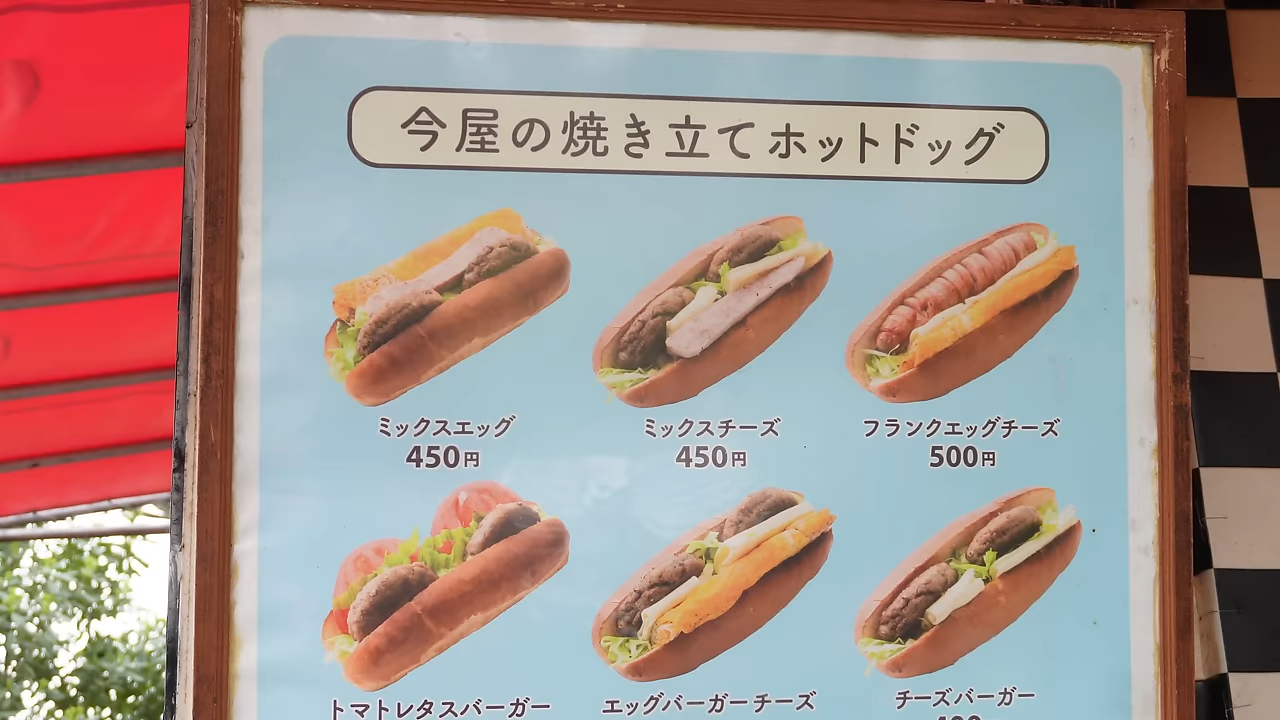 今屋の焼き立てホットドッグ
ミックスエッグ
450円
ミックスチーズ
450円
フランクエッグチーズ
500円
トマトレタスバーガー
エッグバーガーチーズ
チーズバーガー